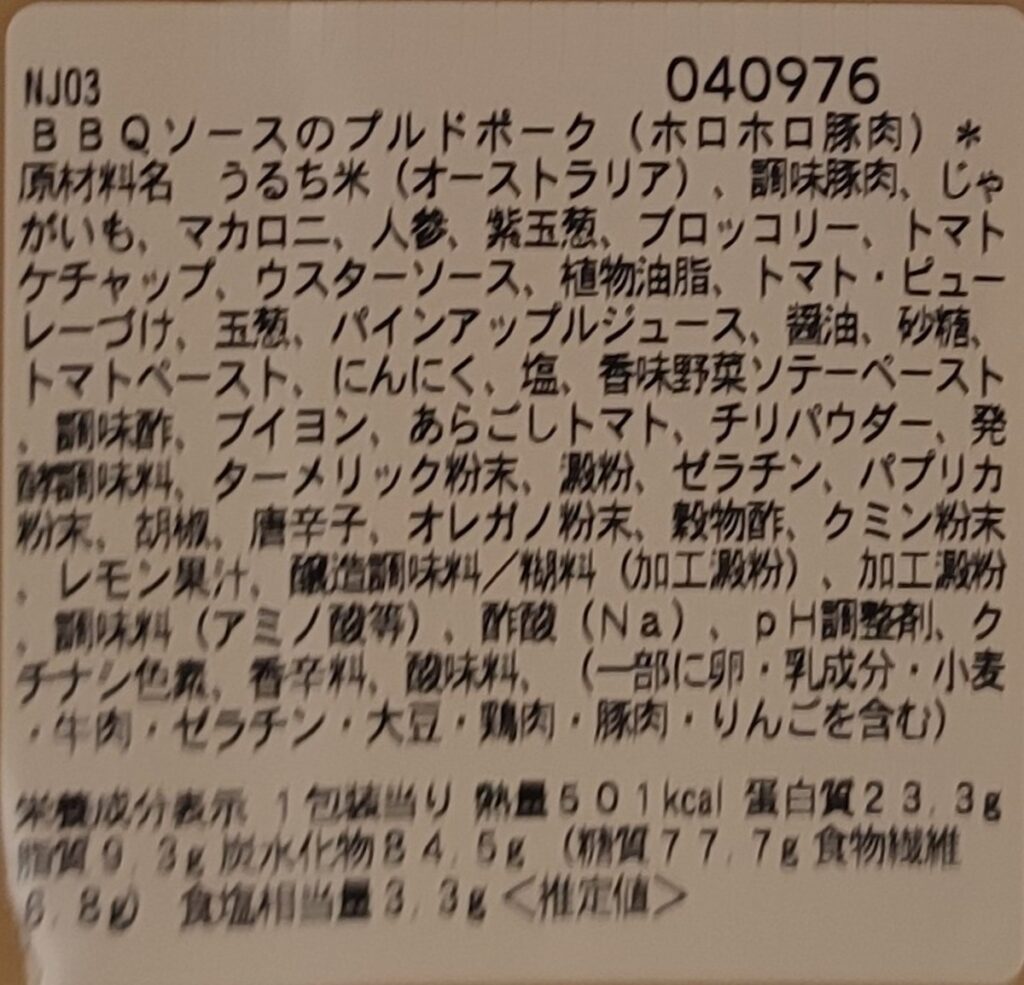 NJ03
040976
BBQソースのプルドポーク(ホロホロ豚肉)*
原材料名 うるち米(オーストラリア)、調味豚肉、じゃ
がいも、マカロニ、人参、紫玉葱、ブロッコリー、トマト
ケチャップ、ウスターソース、植物油脂、トマト・ピュー
レーづけ、玉葱、パインアップルジュース、醤油、砂糖、
トマトペースト、にんにく、塩、香味野菜ソテーペースト
、調味酢、ブイヨン、あらごしトマト、チリパウダー、発
酵調味料、ターメリック粉末、澱粉、ゼラチン、パプリカ
粉末、胡椒、唐辛子、オレガノ粉末、穀物酢、クミン粉末
、レモン果汁、醸造調味料/糊料(加工澱粉)、加工澱粉
、調味料(アミノ酸等)、酢酸(Na)、pH調整剤、ク
チナシ色素、香辛料、酸味料、(一部に卵・乳成分・小麦
・牛肉・ゼラチン・大豆・鶏肉・豚肉・りんごを含む)
栄養成分表示 1包装当り 熱量501kcal 蛋白質23.3g
脂質9.3g 炭水化物84.5g (糖質77.7g 食物繊維
6.8g) 食塩相当量3.3g <推定値>